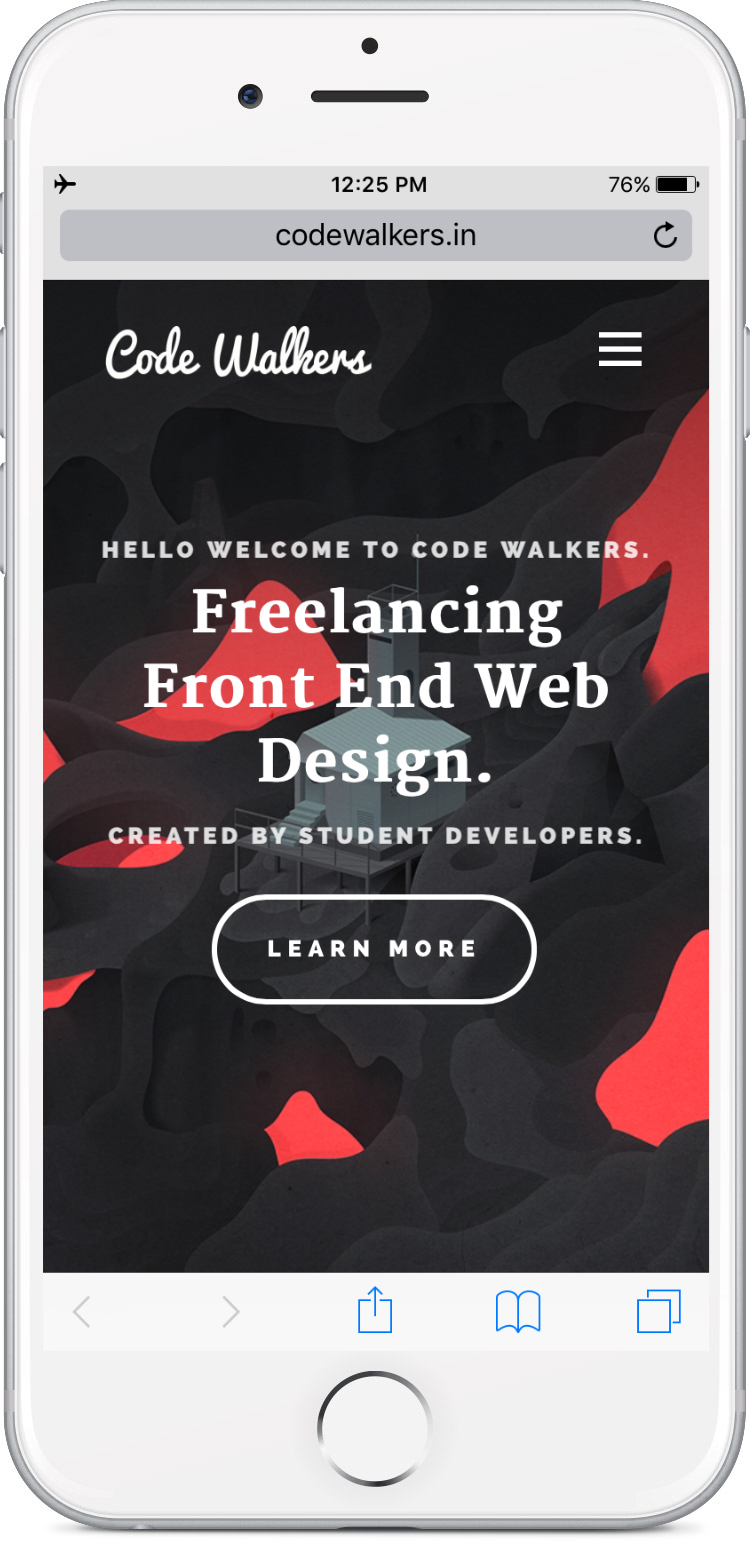 12:25 PM 76%
codewalkers.in
Code Walkers
HELLO WELCOME TO CODE WALKERS.
Freelancing
Front End Web
Design.
CREATED BY STUDENT DEVELOPERS.
LEARN MORE